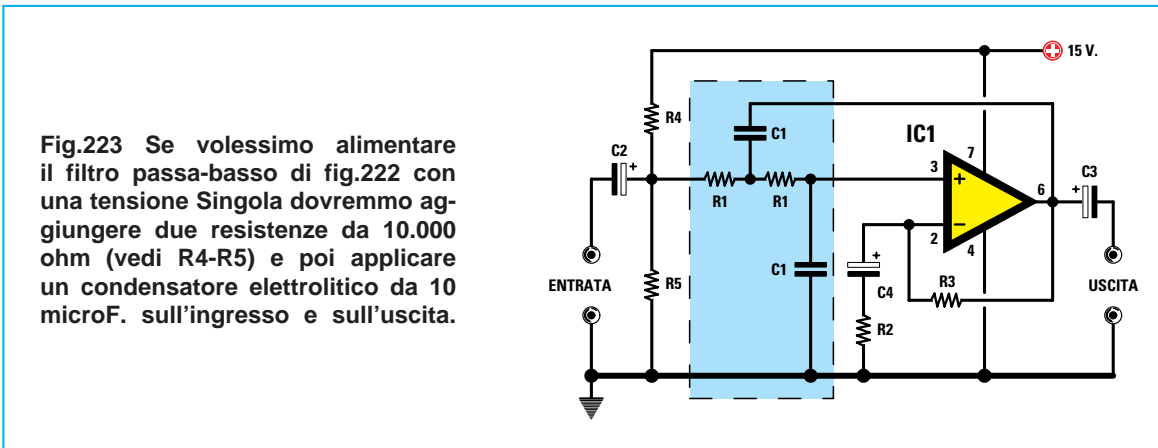 Fig.223 Se volessimo alimentare
il filtro passa-basso di fig.222 con
una tensione Singola dovremmo ag-
giungere due resistenze da 10.000
ohm (vedi R4-R5) e poi applicare
un condensatore elettrolitico da 10
microF. sull'ingresso e sull'uscita.
15 V.
R4
C1
IC1
C2
+
7
3
+
C3
+
R1
R1
6
−
2
4
+
C1
C4
R3
ENTRATA
R5
USCITA
R2